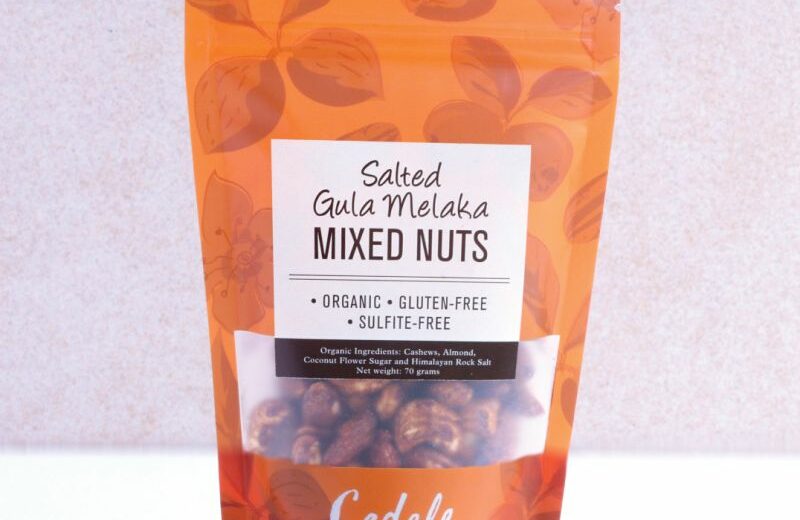 Salted
Gula Melaka
MIXED NUTS
• ORGANIC • GLUTEN-FREE
• SULFITE-FREE
Organic Ingredients: Cashews, Almond,
Coconut Flower Sugar and Himalayan Rock Salt
Net weight: 70 grams
Cedele